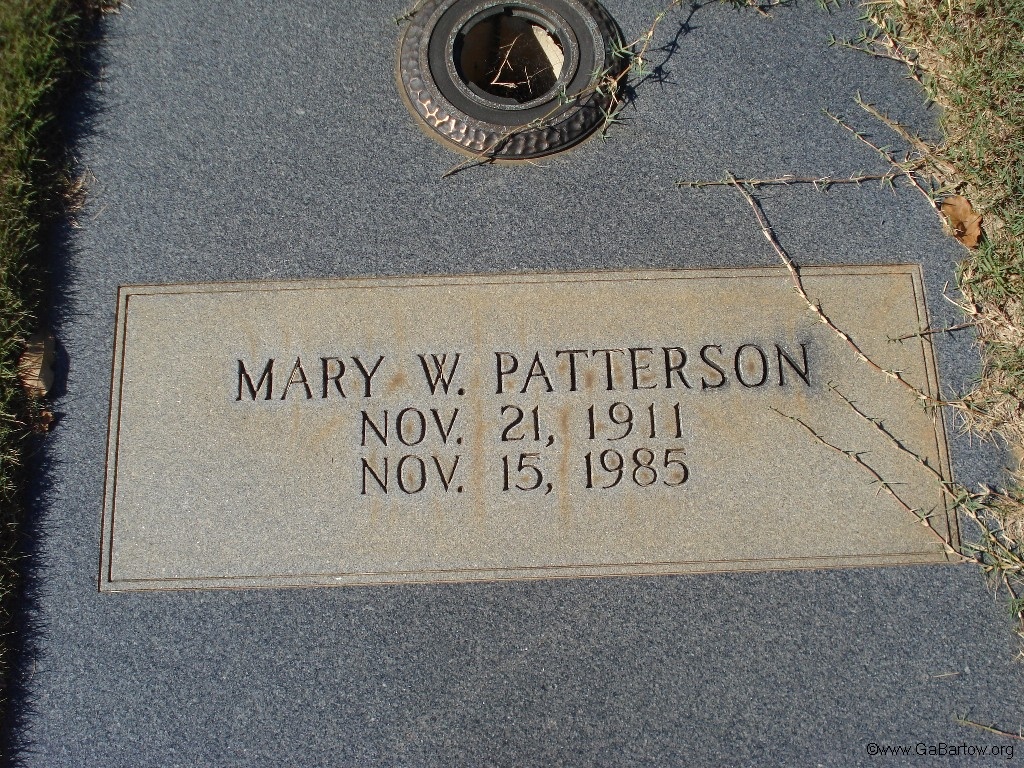 MARY W. PATTERSON
NOV. 21, 1911
NOV. 15, 1985
©www.GaBartow.org